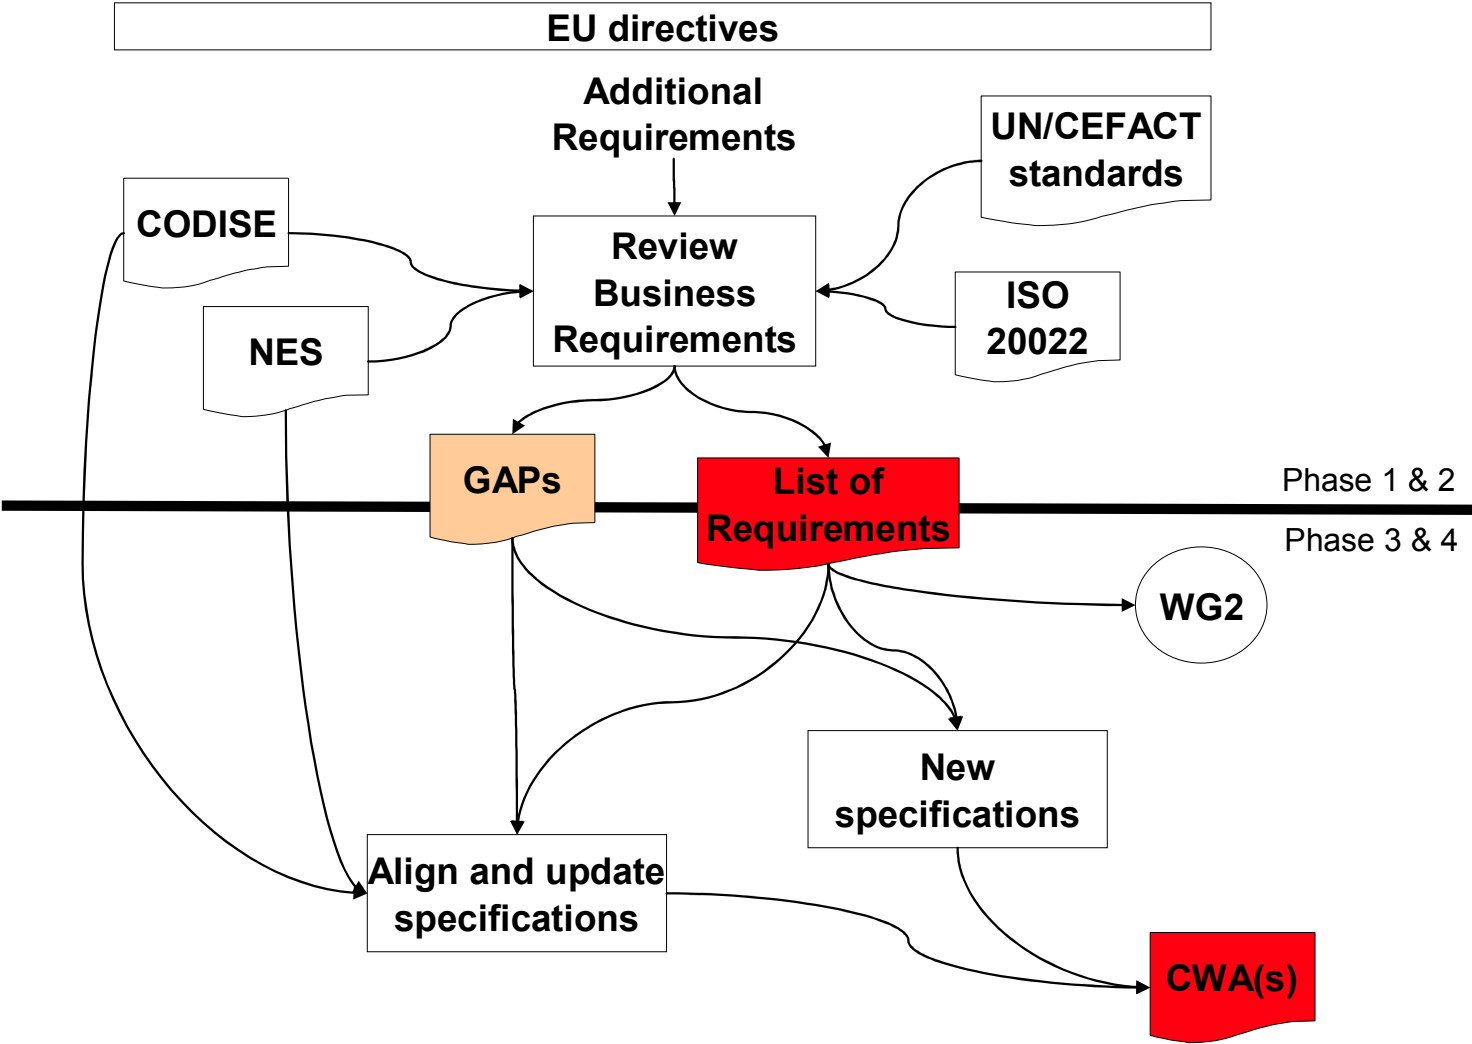 EU directives
Additional
Requirements
UN/CEFACT
standards
CODISE
Review
Business
Requirements
ISO
20022
NES
GAPs
List of
Requirements
Phase 1 & 2
Phase 3 & 4
WG2
New
specifications
Align and update
specifications
CWA(s)